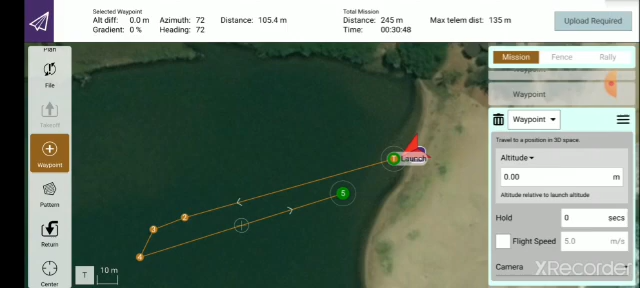 Selected Waypoint
Alt diff: 0.0 m Azimuth: 72 Distance: 105.4 m
Gradient: 0 % Heading: 72
Total Mission
Distance: 245 m Max telem dist: 135 m
Time: 00:30:48
Upload Required
Plan
File
Takeoff
Waypoint
Pattern
Return
Center
Mission Fence Rally
Waypoint
Waypoint
Waypoint
Travel to a position in 3D space.
Altitude
0.00 m
Altitude relative to launch altitude
Hold 0 secs
Flight Speed 5.0 m/s
Camera
XRecorder
1 Launch
5
2
3
4
T 10 m